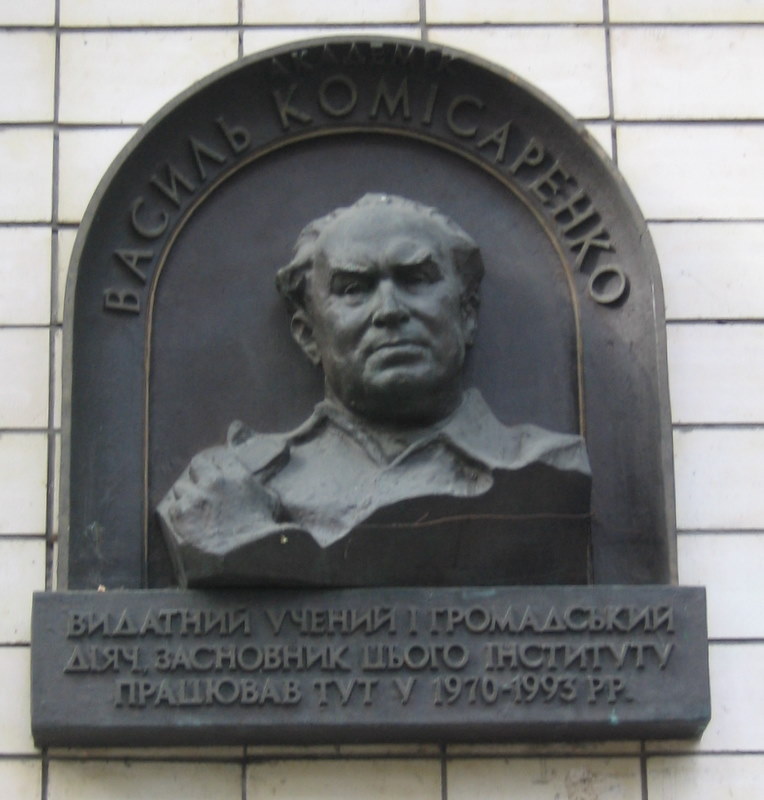 АКАДЕМІК
ВАСИЛЬ КОМІСАРЕНКО
ВИДАТНИЙ УЧЕНИЙ І ГРОМАДСЬКИЙ
ДІЯЧ, ЗАСНОВНИК ЦЬОГО ІНСТИТУТУ
ПРАЦЮВАВ ТУТ У 1970-1993 РР.